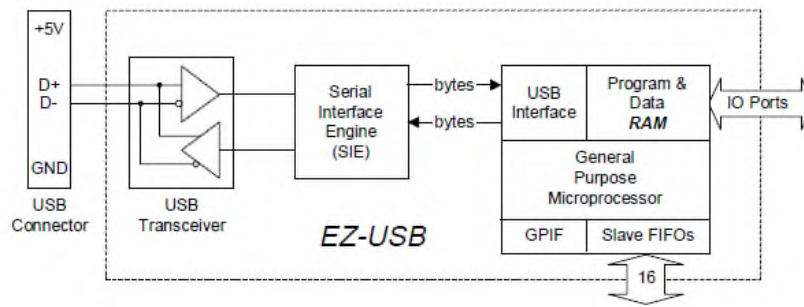 +5V
D+
D-
GND
USB
Connector
USB
Transceiver
Serial
Interface
Engine
(SIE)
bytes
bytes
EZ-USB
USB
Interface
Program &
Data
RAM
General
Purpose
Microprocessor
GPIF
Slave FIFOs
IO Ports
16